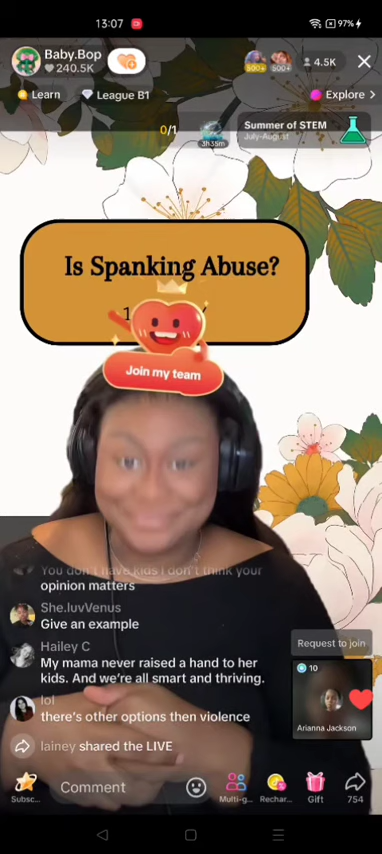 13:07
97%
Baby.Bop
240.5K
500+
500+
4.5K
Learn
League B1
Explore
0/1
3h35m
Summer of STEM
July-August
Is Spanking Abuse?
1
Join my team
You don't have kids I don't think your
opinion matters
She.luvVenus
Give an example
Hailey C
My mama never raised a hand to her
kids. And we're all smart and thriving.
lol
there's other options then violence
lainey shared the LIVE
Request to join
10
Arianna Jackson
Comment
Subsc...
Multi-g...
Rechar...
Gift
754